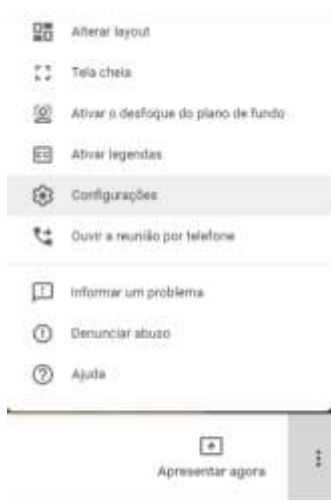 Alterar layout
Tela cheia
Ativar o desfoque do plano de fundo
Ativar legendas
Configurações
Ouvir a reunião por telefone
Informar um problema
Denunciar abuso
Ajuda
Apresentar agora